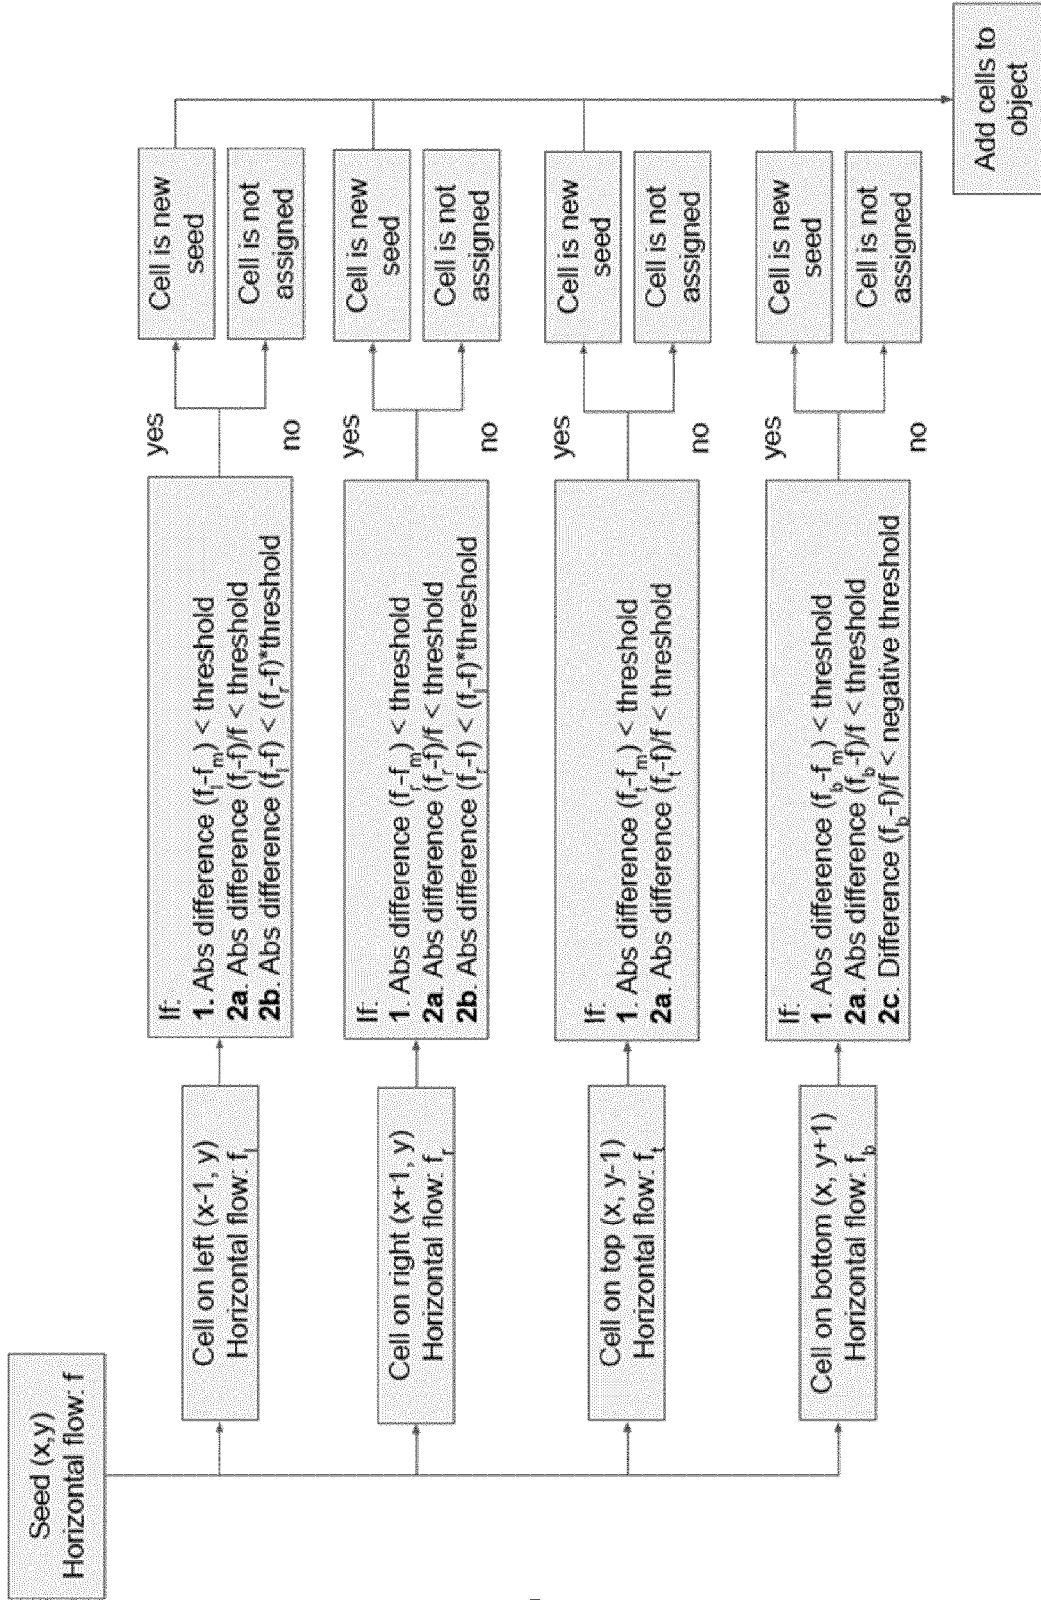 Seed (x,y)
Horizontal flow: f
Cell on left (x-1, y)
Horizontal flow: fl
If:
1. Abs difference (fl-fm) < threshold
2a. Abs difference (fl-f)/f < threshold
2b. Abs difference (fl-f) < (fr-f)*threshold
yes
no
Cell is new
seed
Cell is not
assigned
Cell on right (x+1, y)
Horizontal flow: fr
If:
1. Abs difference (fr-fm) < threshold
2a. Abs difference (fr-f)/f < threshold
2b. Abs difference (fr-f) < (fl-f)*threshold
yes
no
Cell is new
seed
Cell is not
assigned
Cell on top (x, y-1)
Horizontal flow: ft
If:
1. Abs difference (ft-fm) < threshold
2a. Abs difference (ft-f)/f < threshold
yes
no
Cell is new
seed
Cell is not
assigned
Cell on bottom (x, y+1)
Horizontal flow: fb
If:
1. Abs difference (fb-fm) < threshold
2a. Abs difference (fb-f)/f < threshold
2c. Difference (fb-f)/f < negative threshold
yes
no
Cell is new
seed
Cell is not
assigned
Add cells to
object